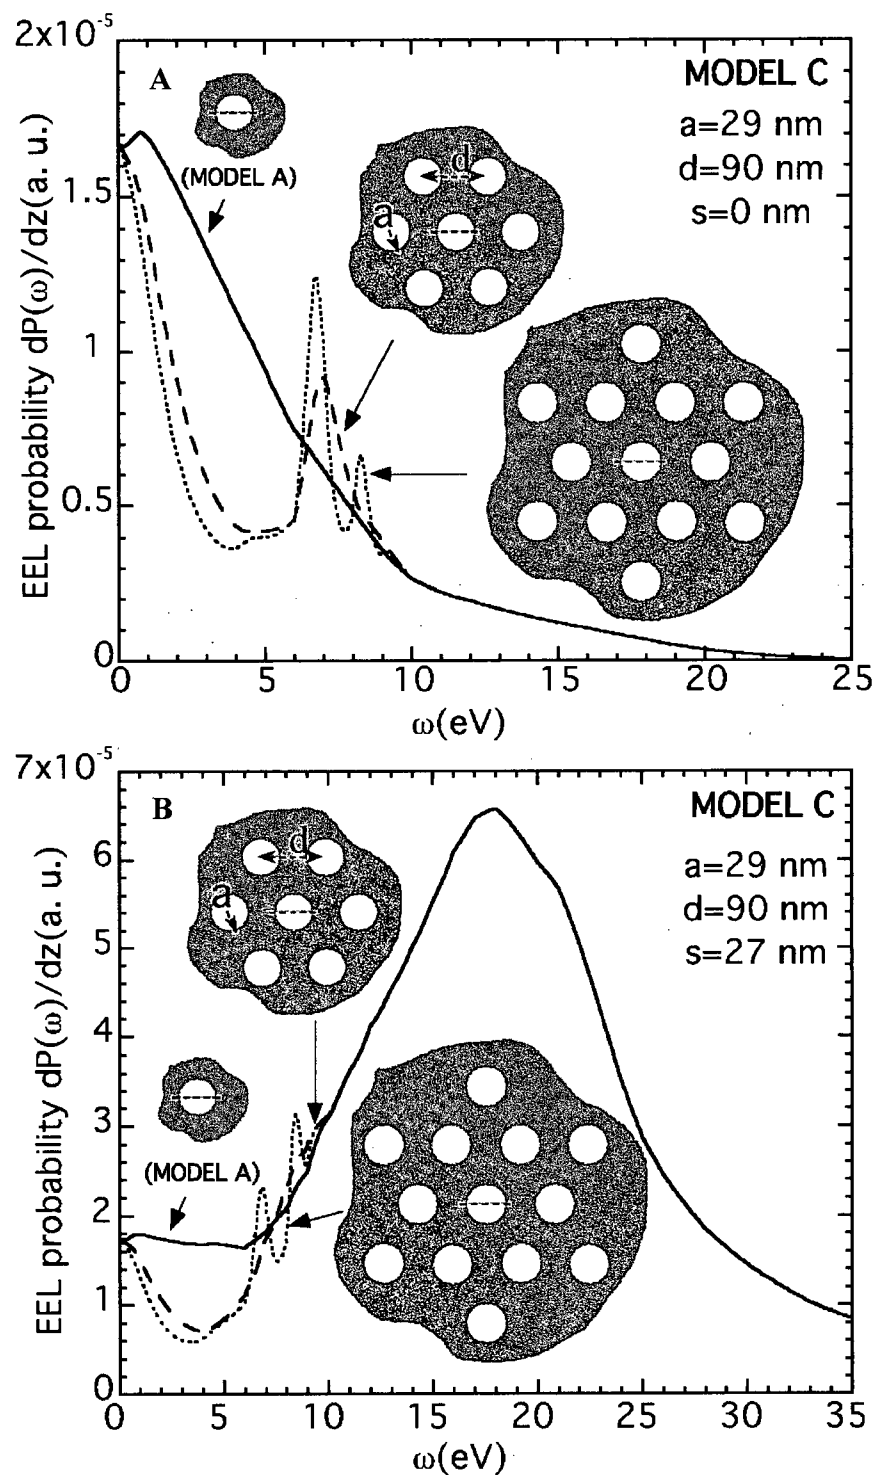 2x10⁻⁵
A
MODEL C
a=29 nm
d=90 nm
s=0 nm
(MODEL A)
d
a
1.5
1
0.5
0
EEL probability dP(ω)/dz(a. u.)
0 5 10 15 20 25
ω(eV)
7x10⁻⁵
B
MODEL C
a=29 nm
d=90 nm
s=27 nm
d
a
(MODEL A)
6
5
4
3
2
1
0
EEL probability dP(ω)/dz(a. u.)
0 5 10 15 20 25 30 35
ω(eV)